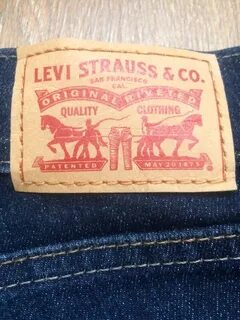 LEVI STRAUSS & CO.
SAN FRANCISCO
CAL.
ORIGINAL RIVETED
QUALITY CLOTHING
PATENTED MAY 20 1873